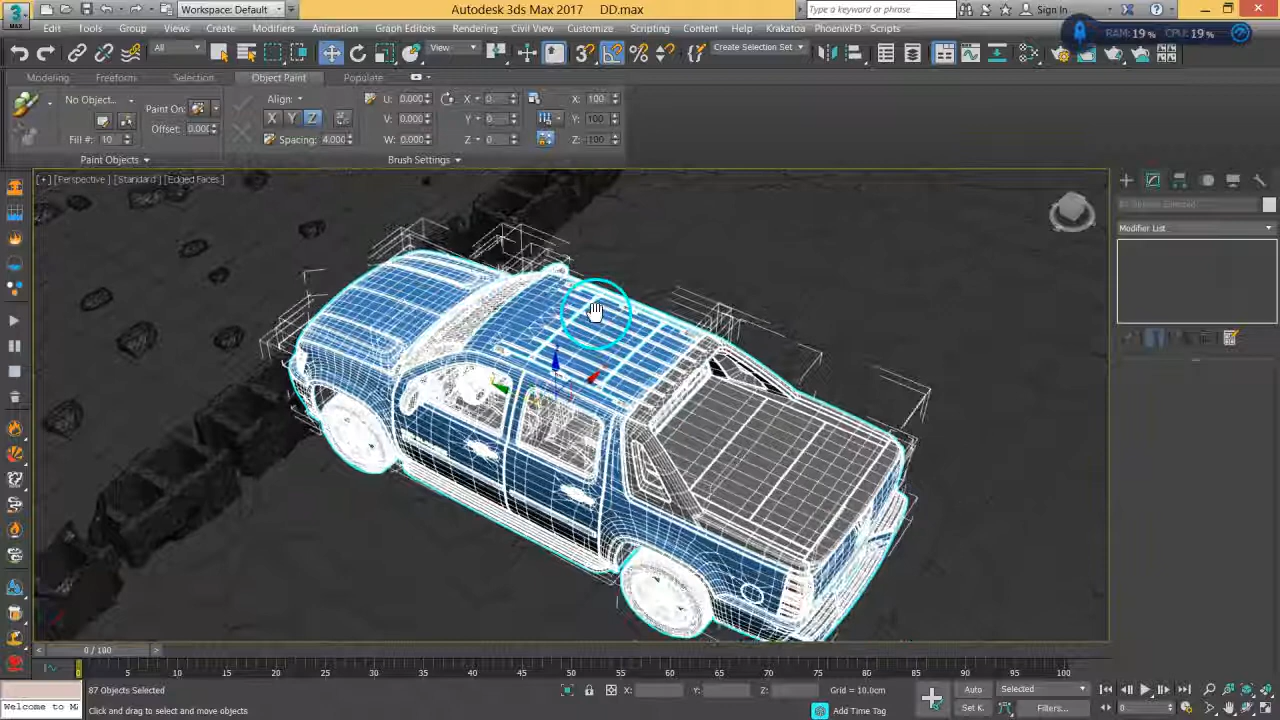 Workspace: Default
Autodesk 3ds Max 2017
DD.max
Type a keyword or phrase
Sign In
Edit
Tools
Group
Views
Create
Modifiers
Animation
Graph Editors
Rendering
Civil View
Customize
Scripting
Content
Help
Krakatoa
PhoenixFD
Scripts
RAM: 19 %
CPU: 19 %
All
View
Create Selection Set
Modeling
Freeform
Selection
Object Paint
Populate
No Object...
Paint On:
Align:
U: 0.000
X
0
X: 100
Offset: 0.000
X Y Z
V: 0.000
Y
0
Y: 100
Fill #: 10
Spacing: 4.000
W: 0.000
Z
0
Z: 100
Paint Objects
Brush Settings
[+] [Perspective] [Standard] [Edged Faces]
87 Objects Selected
Modifier List
0 / 100
0 5 10 15 20 25 30 35 40 45 50 55 60 65 70 75 80 85 90 95 100
87 Objects Selected
X:
Y:
Z:
Grid = 10.0cm
Auto
Selected
Welcome to M
Click and drag to select and move objects
Add Time Tag
Set K.
Filters...
0